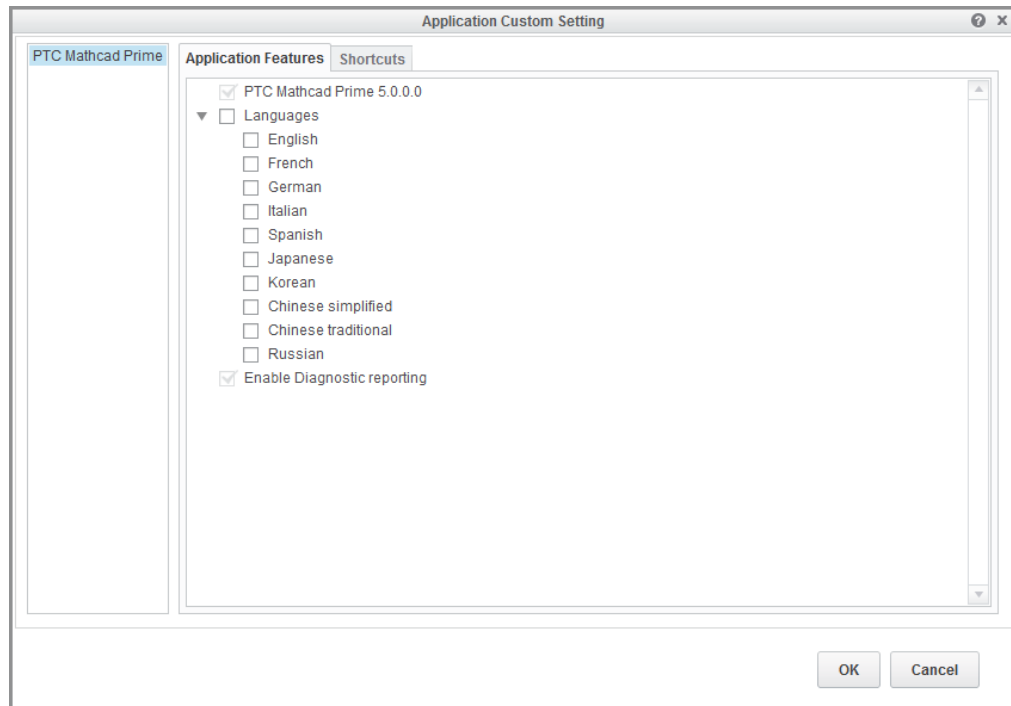 Application Custom Setting
PTC Mathcad Prime
Application Features Shortcuts
PTC Mathcad Prime 5.0.0.0
Languages
English
French
German
Italian
Spanish
Japanese
Korean
Chinese simplified
Chinese traditional
Russian
Enable Diagnostic reporting
OK Cancel